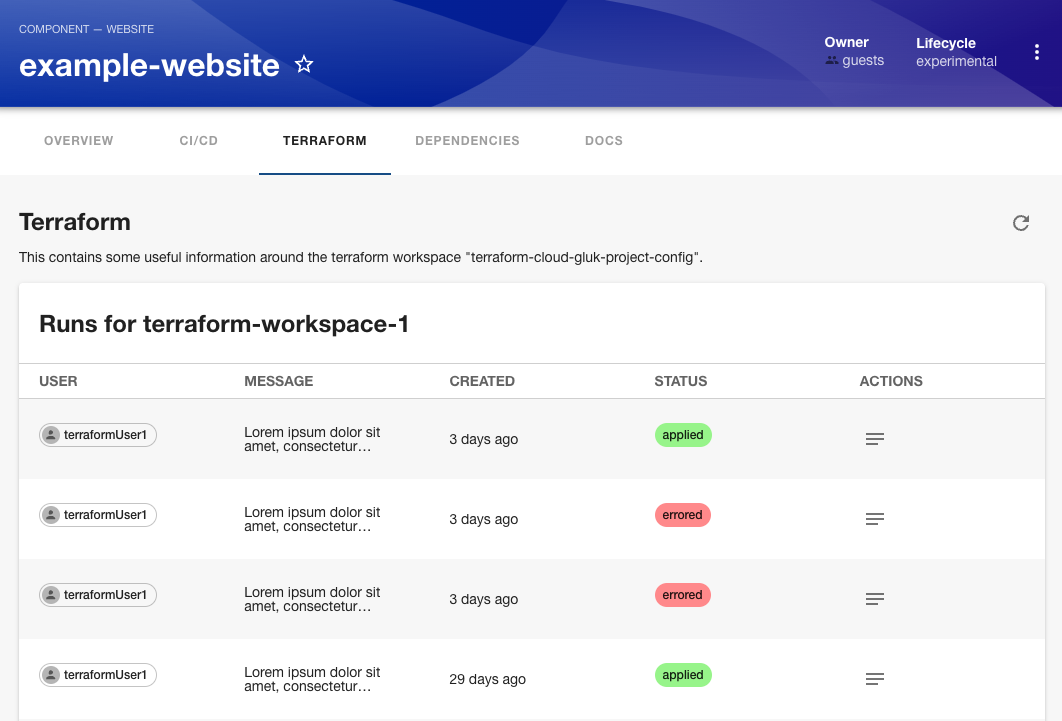 COMPONENT — WEBSITE
example-website
Owner
guests
Lifecycle
experimental
OVERVIEW
CI/CD
TERRAFORM
DEPENDENCIES
DOCS
Terraform
This contains some useful information around the terraform workspace "terraform-cloud-gluk-project-config".
Runs for terraform-workspace-1
USER MESSAGE CREATED STATUS ACTIONS
terraformUser1
Lorem ipsum dolor sit
amet, consectetur…
3 days ago
applied
terraformUser1
Lorem ipsum dolor sit
amet, consectetur…
3 days ago
errored
terraformUser1
Lorem ipsum dolor sit
amet, consectetur…
3 days ago
errored
terraformUser1
Lorem ipsum dolor sit
amet, consectetur…
29 days ago
applied